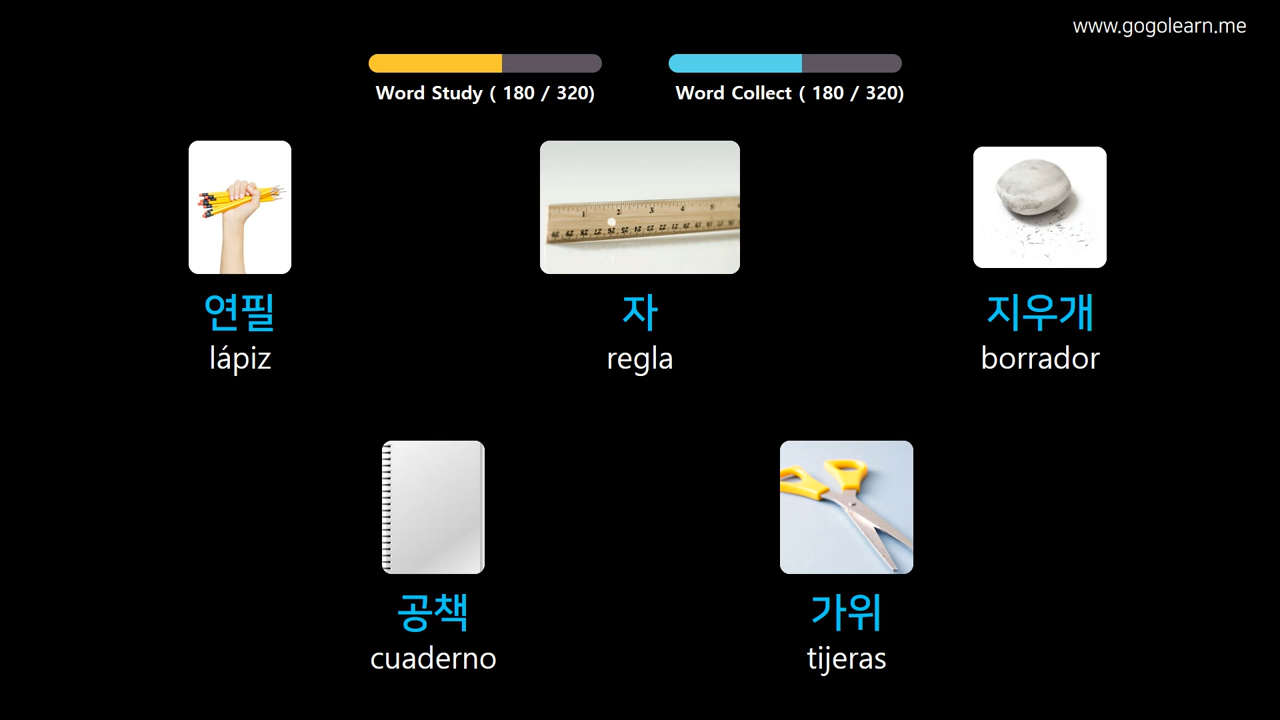 www.gogolearn.me
Word Study ( 180 / 320)
Word Collect ( 180 / 320)
연필
lápiz
자
regla
지우개
borrador
공책
cuaderno
가위
tijeras